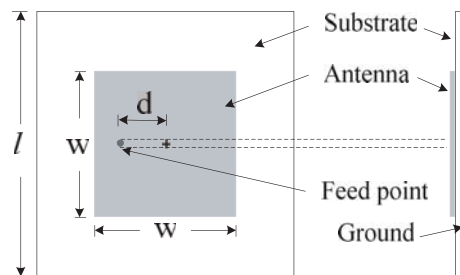 Substrate
Antenna
d
l
w
Feed point
w
Ground